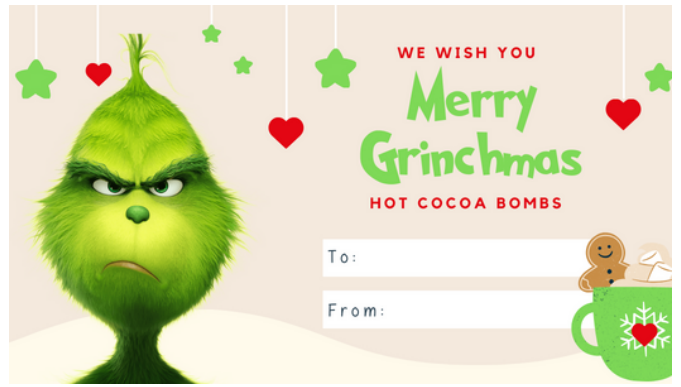 WE WISH YOU
Merry
Grinchmas
HOT COCOA BOMBS
To:
From: